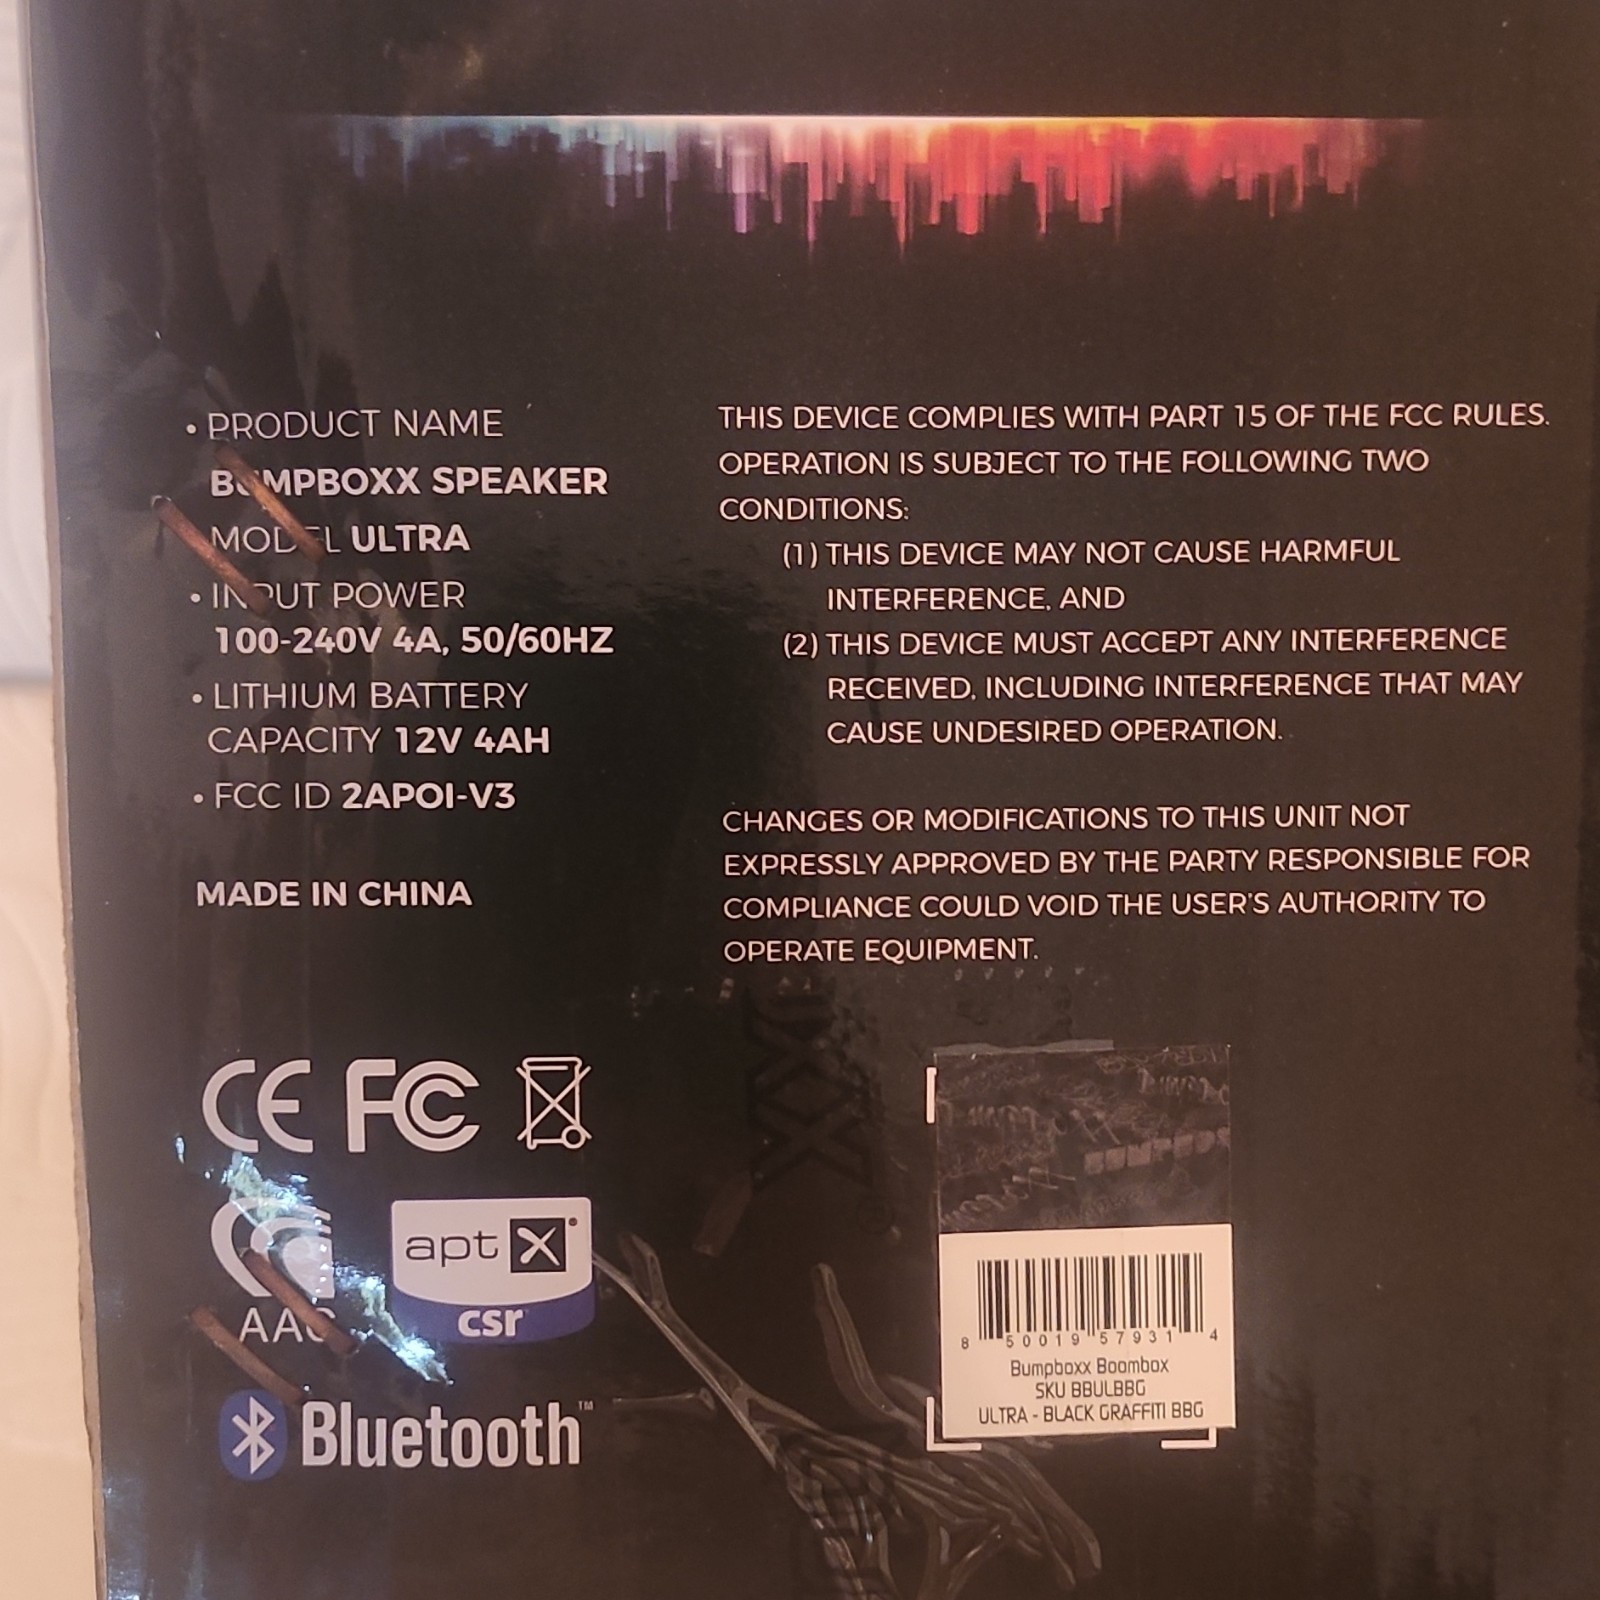 • PRODUCT NAME
BUMPBOXX SPEAKER
MODEL ULTRA
• INPUT POWER
100-240V 4A, 50/60HZ
• LITHIUM BATTERY
CAPACITY 12V 4AH
• FCC ID 2APOI-V3
MADE IN CHINA
THIS DEVICE COMPLIES WITH PART 15 OF THE FCC RULES.
OPERATION IS SUBJECT TO THE FOLLOWING TWO
CONDITIONS:
(1) THIS DEVICE MAY NOT CAUSE HARMFUL
INTERFERENCE, AND
(2) THIS DEVICE MUST ACCEPT ANY INTERFERENCE
RECEIVED, INCLUDING INTERFERENCE THAT MAY
CAUSE UNDESIRED OPERATION.
CHANGES OR MODIFICATIONS TO THIS UNIT NOT
EXPRESSLY APPROVED BY THE PARTY RESPONSIBLE FOR
COMPLIANCE COULD VOID THE USER'S AUTHORITY TO
OPERATE EQUIPMENT.
CE FCC
AAC
aptX®
csr
Bluetooth™
8 50019 57931 4
Bumpboxx Boombox
SKU BBULBBG
ULTRA - BLACK GRAFFITI BBG